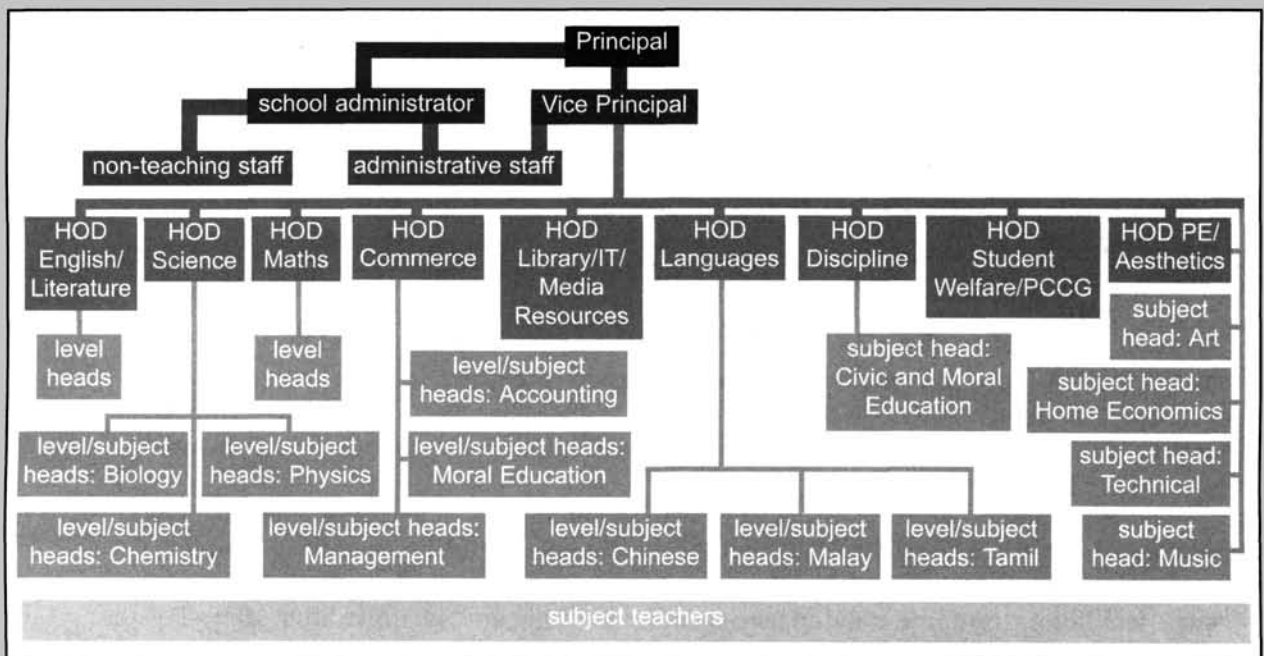 Principal
school administrator
Vice Principal
non-teaching staff
administrative staff
HOD
English/
Literature
HOD
Science
HOD
Maths
HOD
Commerce
HOD
Library/IT/
Media
Resources
HOD
Languages
HOD
Discipline
HOD
Student
Welfare/PCCG
HOD PE/
Aesthetics
level
heads
level
heads
level/subject
heads: Accounting
subject head:
Civic and Moral
Education
subject
head: Art
subject head:
Home Economics
level/subject
heads: Biology
level/subject
heads: Physics
level/subject heads:
Moral Education
subject head:
Technical
level/subject
heads: Chemistry
level/subject heads:
Management
level/subject
heads: Chinese
level/subject
heads: Malay
level/subject
heads: Tamil
subject
head: Music
subject teachers